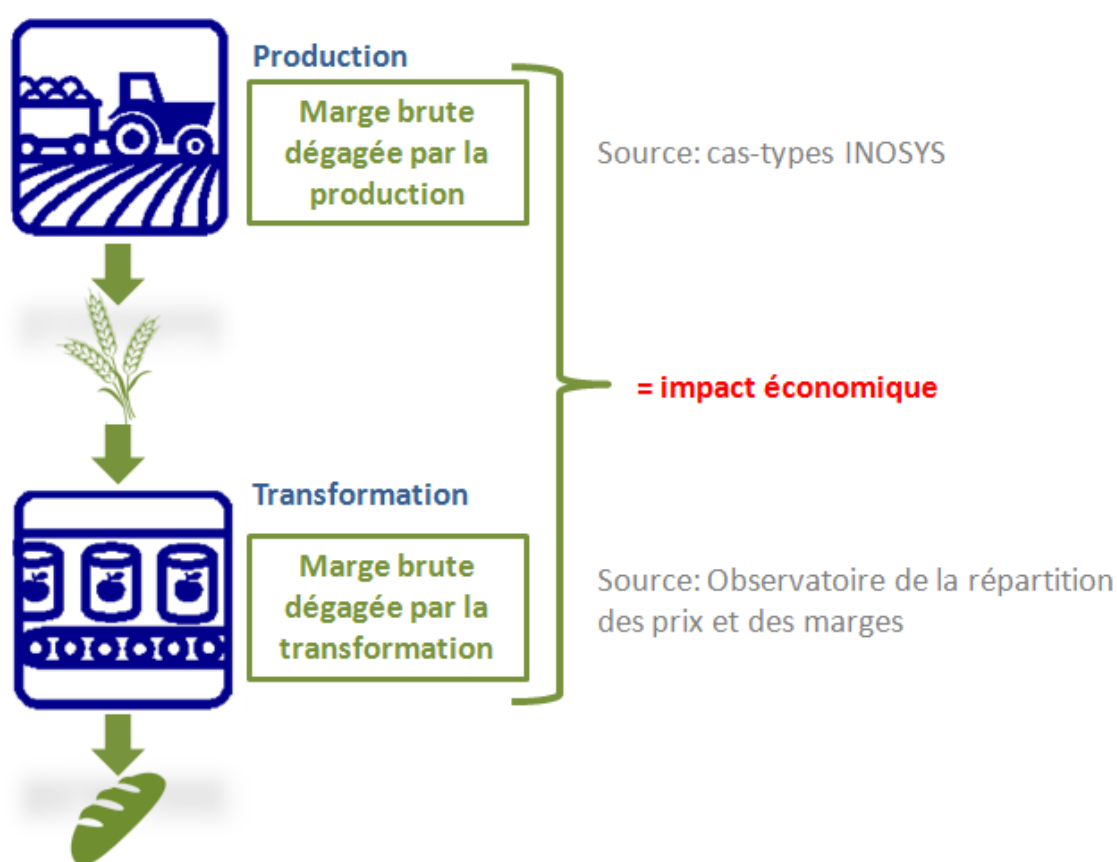 Production
Marge brute
dégagée par la
production
Source: cas-types INOSYS
= impact économique
Transformation
Marge brute
dégagée par la
transformation
Source: Observatoire de la répartition
des prix et des marges